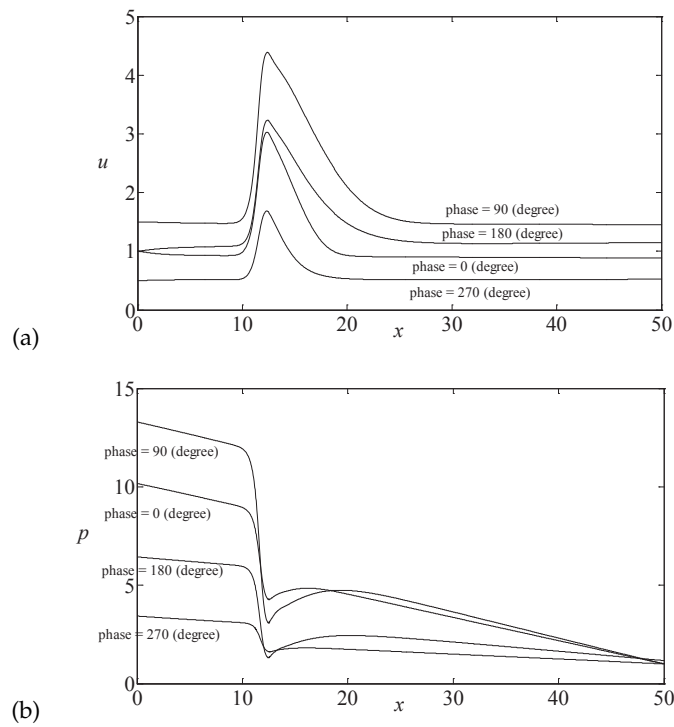 5
4
3
u
2
phase = 90 (degree)
phase = 180 (degree)
1
phase = 0 (degree)
phase = 270 (degree)
0
0
10
20
30
40
50
x
(a)
15
phase = 90 (degree)
10
phase = 0 (degree)
p
phase = 180 (degree)
5
phase = 270 (degree)
0
0
10
20
30
40
50
x
(b)